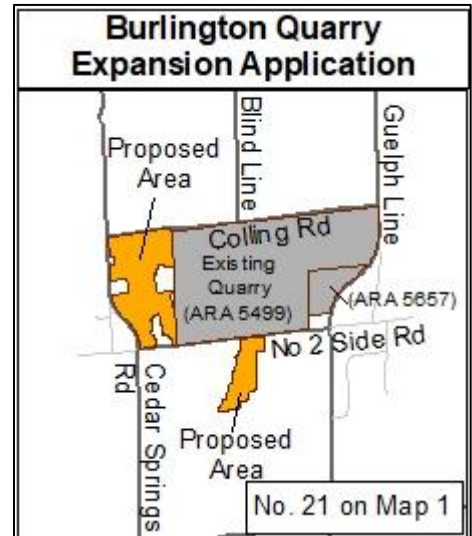 Burlington Quarry
Expansion Application
Blind Line
Guelph Line
Proposed
Area
Colling Rd
Existing
Quarry
(ARA 5499)
(ARA 5657)
No 2 Side Rd
Cedar Springs
Rd
Proposed
Area
No. 21 on Map 1